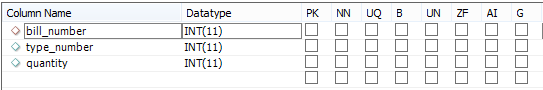 Column Name Datatype PK NN UQ B UN ZF AI G
bill_number INT(11)
type_number INT(11)
quantity INT(11)